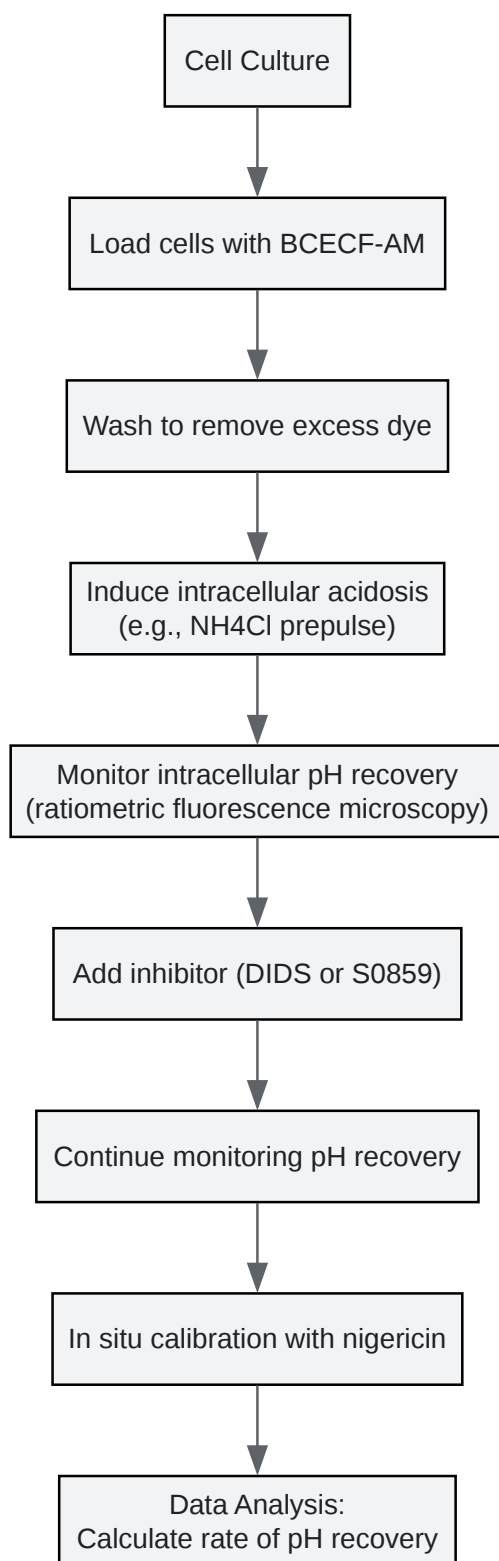 Cell Culture
Load cells with BCECF-AM
Wash to remove excess dye
Induce intracellular acidosis
(e.g., NH4Cl prepulse)
Monitor intracellular pH recovery
(ratiometric fluorescence microscopy)
Add inhibitor (DIDS or S0859)
Continue monitoring pH recovery
In situ calibration with nigericin
Data Analysis:
Calculate rate of pH recovery